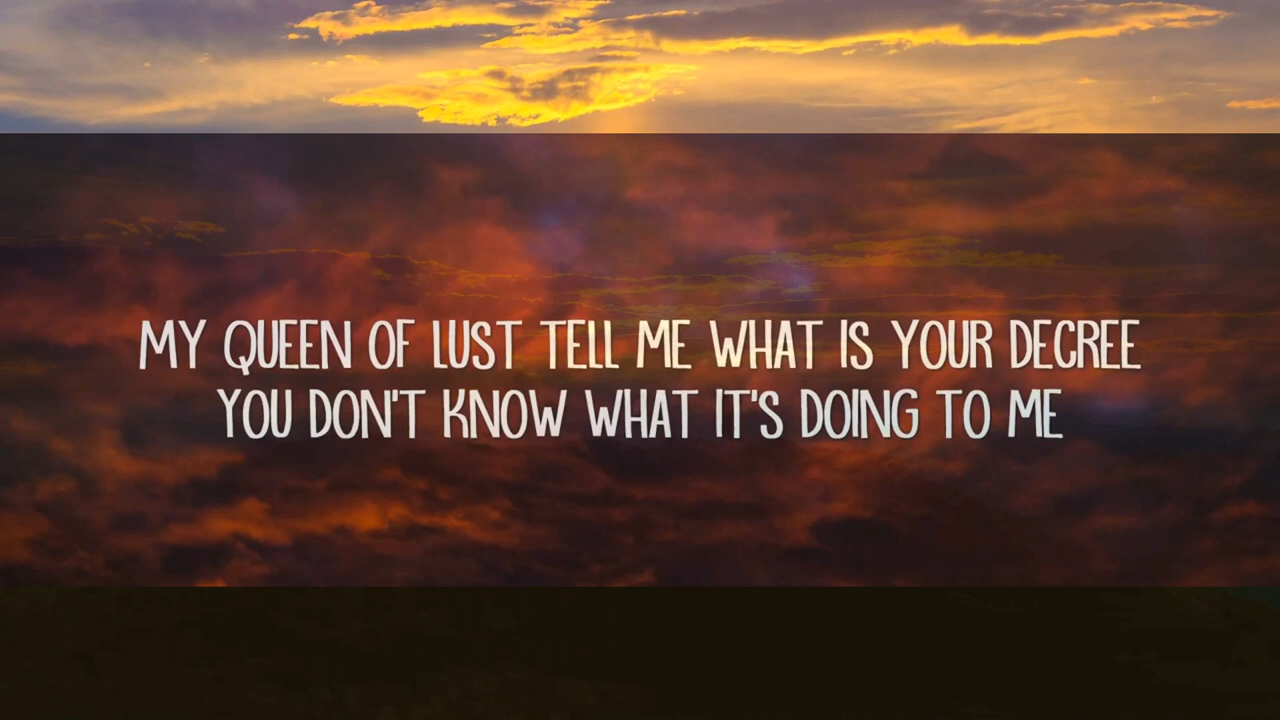 MY QUEEN OF LUST TELL ME WHAT IS YOUR DECREE
YOU DON'T KNOW WHAT IT'S DOING TO ME